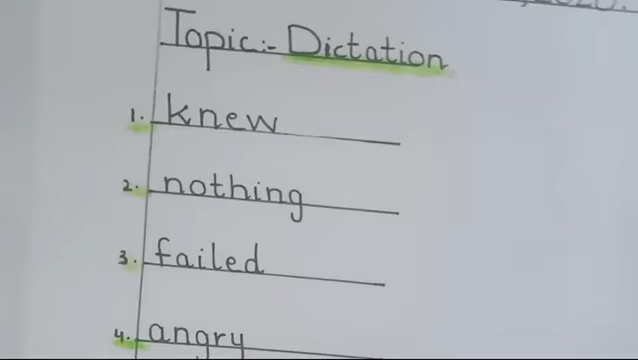 Topic:- Dictation
1. knew
2. nothing
3. failed
4. angry